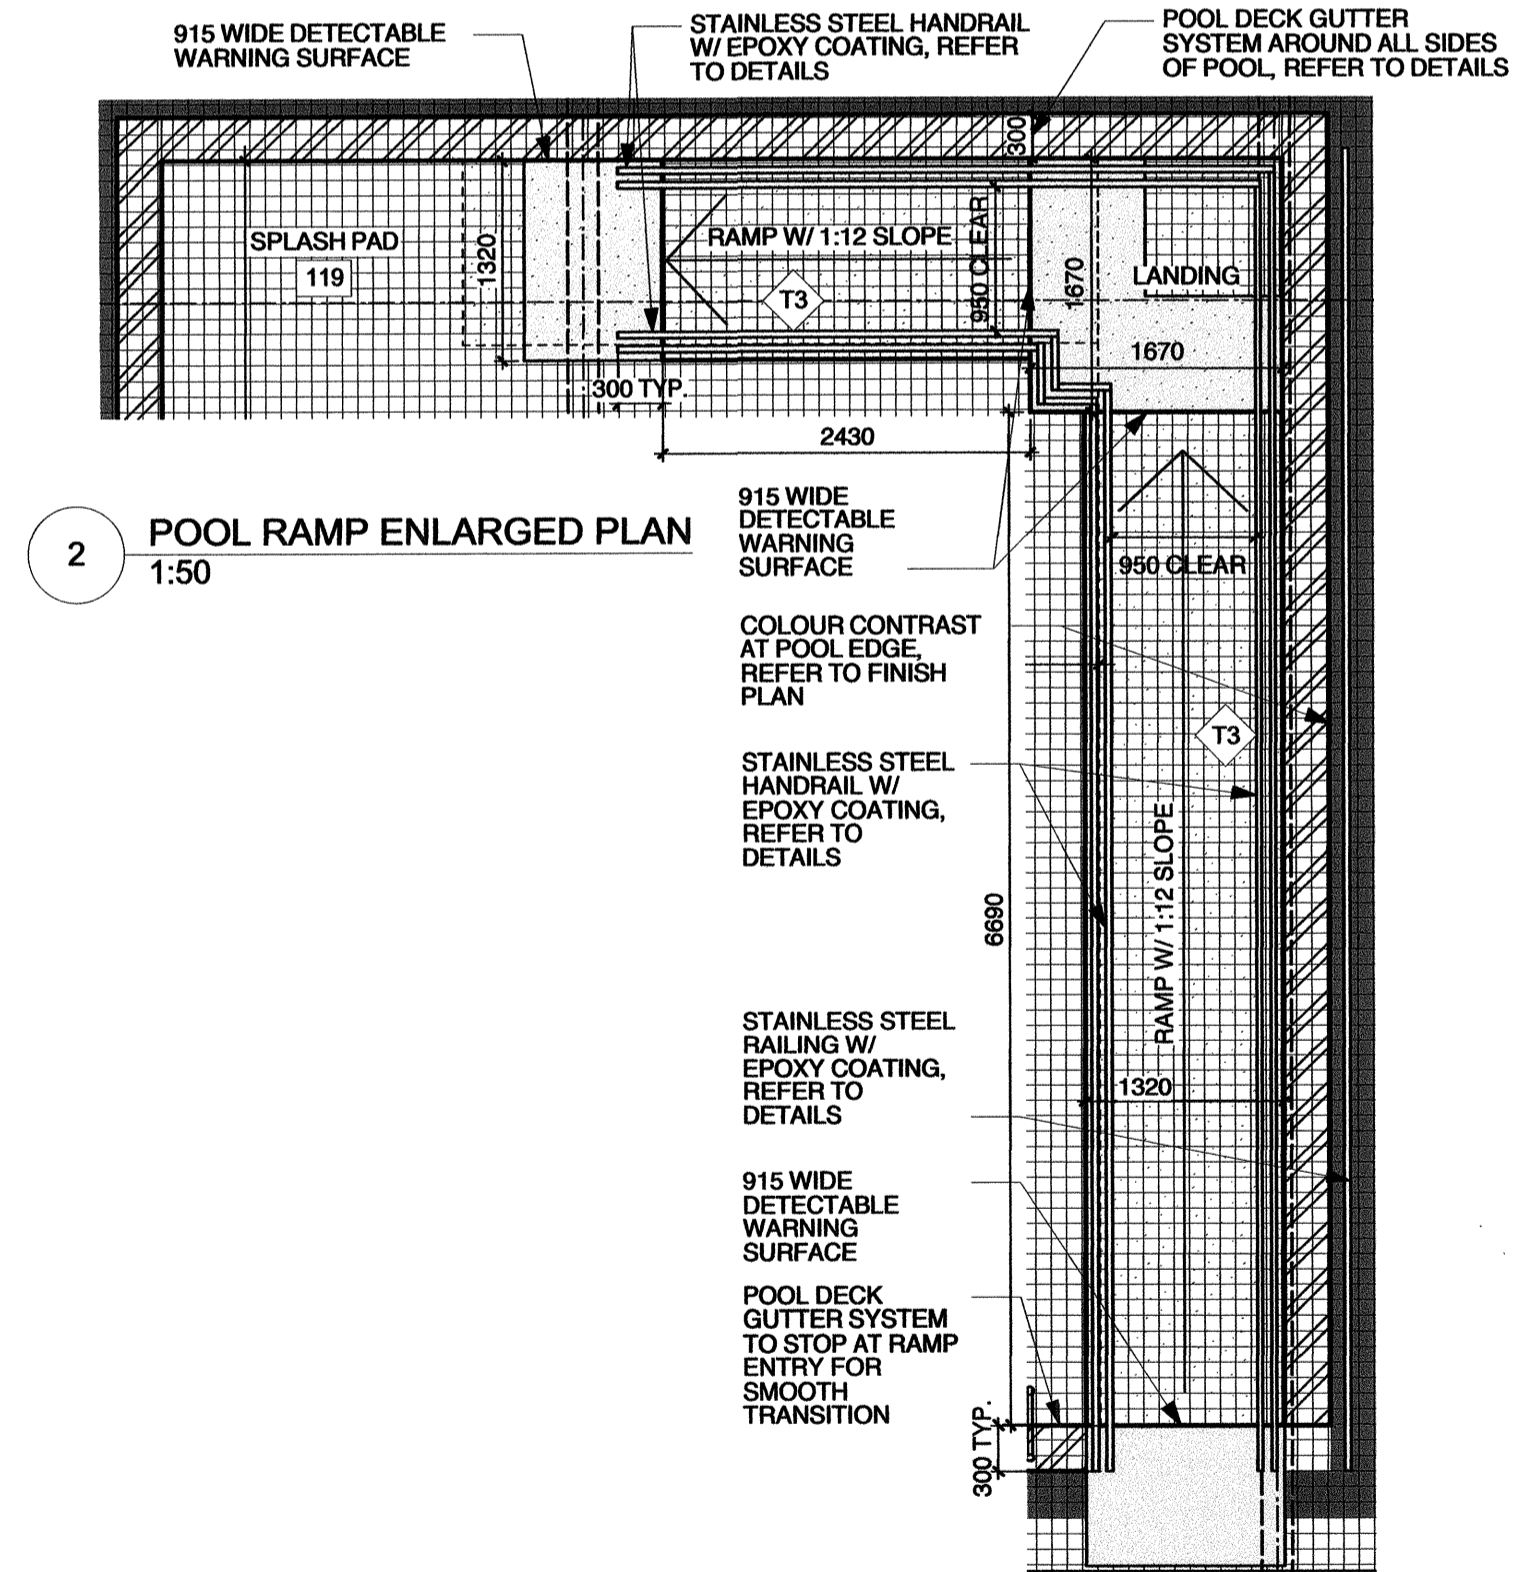 915 WIDE DETECTABLE
WARNING SURFACE
STAINLESS STEEL HANDRAIL
W/ EPOXY COATING, REFER
TO DETAILS
POOL DECK GUTTER
SYSTEM AROUND ALL SIDES
OF POOL, REFER TO DETAILS
300
SPLASH PAD
119
1320
RAMP W/ 1:12 SLOPE
T3
950 CLEAR
1670
LANDING
1670
300 TYP.
2430
2
POOL RAMP ENLARGED PLAN
1:50
915 WIDE
DETECTABLE
WARNING
SURFACE
950 CLEAR
COLOUR CONTRAST
AT POOL EDGE,
REFER TO FINISH
PLAN
T3
STAINLESS STEEL
HANDRAIL W/
EPOXY COATING,
REFER TO
DETAILS
6690
RAMP W/ 1:12 SLOPE
STAINLESS STEEL
RAILING W/
EPOXY COATING,
REFER TO
DETAILS
1320
915 WIDE
DETECTABLE
WARNING
SURFACE
POOL DECK
GUTTER SYSTEM
TO STOP AT RAMP
ENTRY FOR
SMOOTH
TRANSITION
300 TYP.